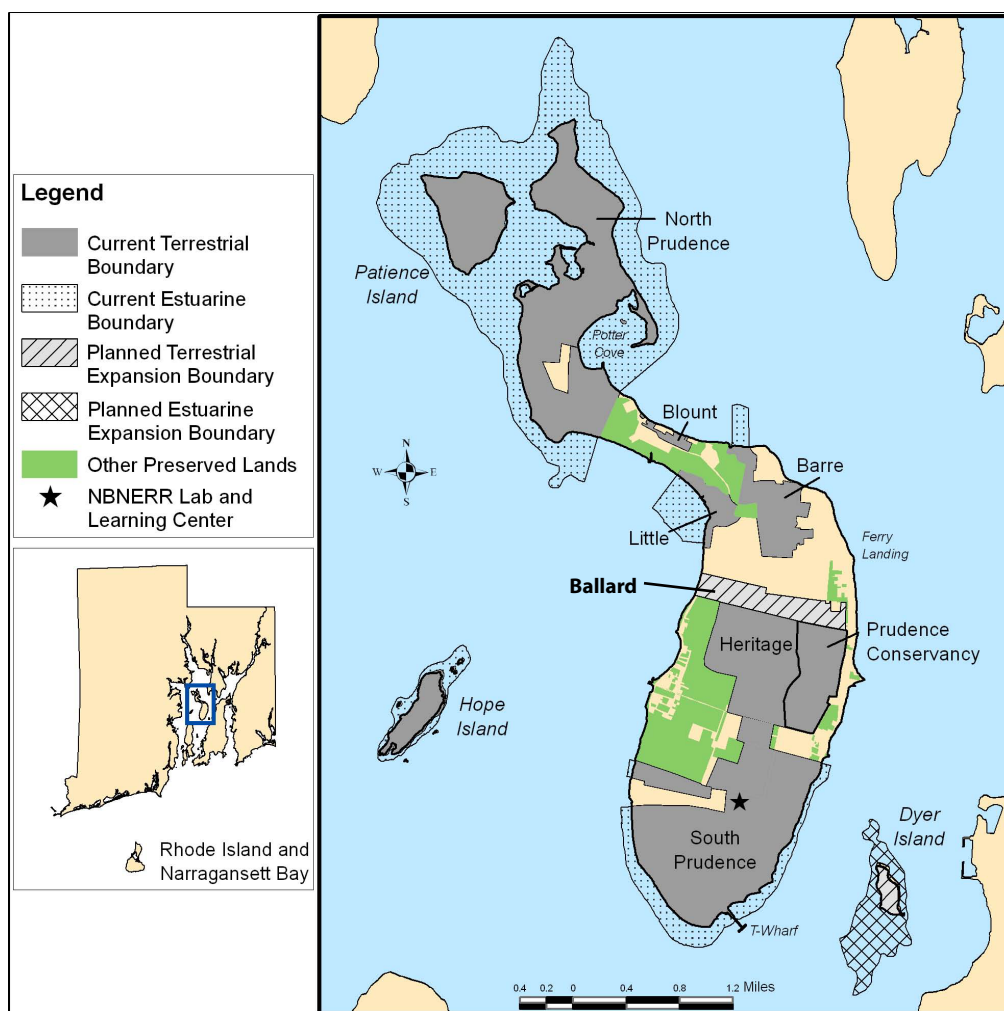 Legend
Current Terrestrial
Boundary
Current Estuarine
Boundary
Planned Terrestrial
Expansion Boundary
Planned Estuarine
Expansion Boundary
Other Preserved Lands
NBNERR Lab and
Learning Center
Rhode Island and
Narragansett Bay
North
Prudence
Patience
Island
Potter
Cove
Blount
N
W E
S
Barre
Little
Ferry
Landing
Ballard
Heritage
Prudence
Conservancy
Hope
Island
Dyer
Island
South
Prudence
T-Wharf
0.4 0.2 0 0.4 0.8 1.2 Miles